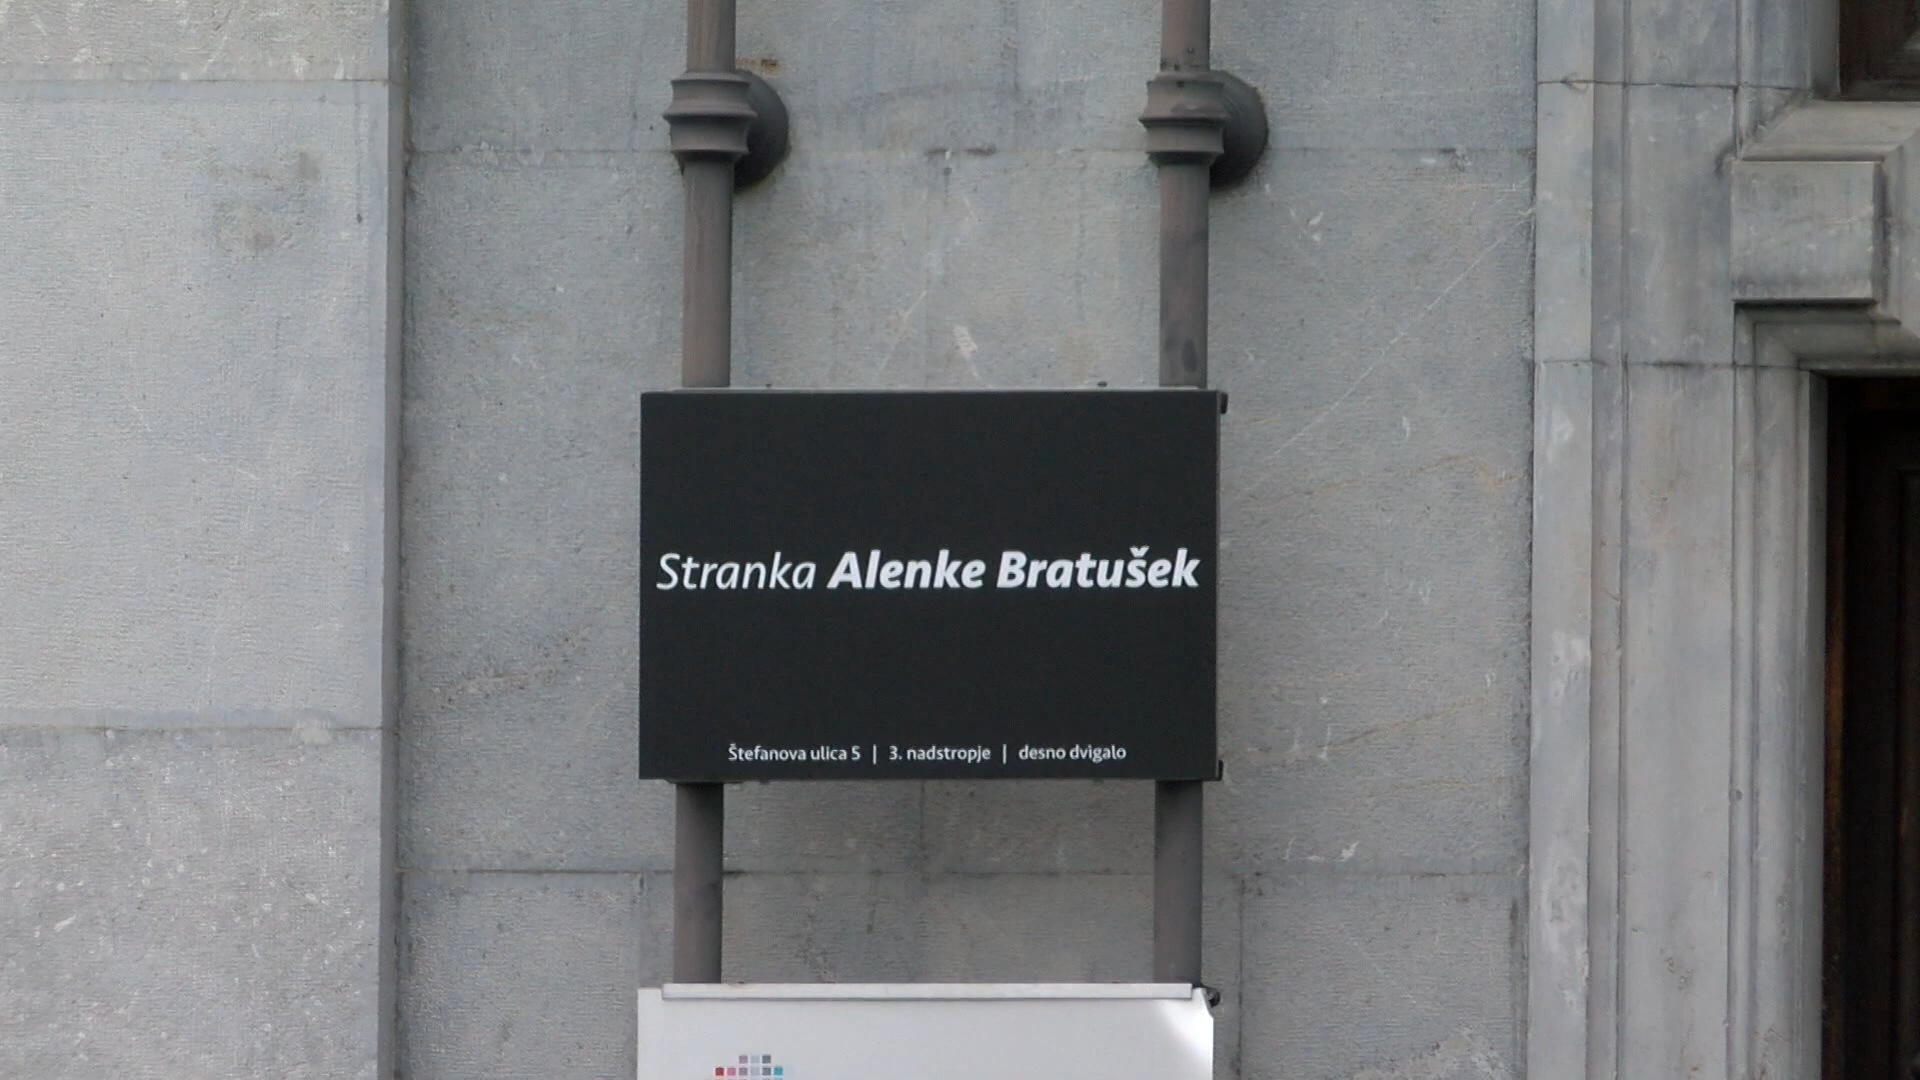 Stranka Alenke Bratušek
Štefanova ulica 5 | 3. nadstropje | desno dvigalo